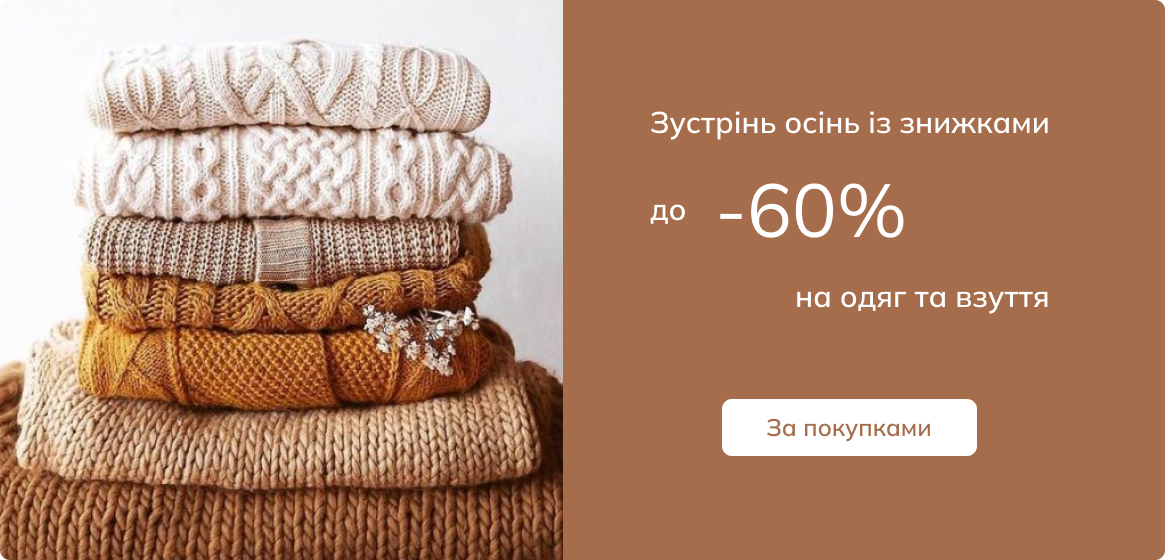 Зустрінь осінь із знижками
до -60%
на одяг та взуття
За покупками